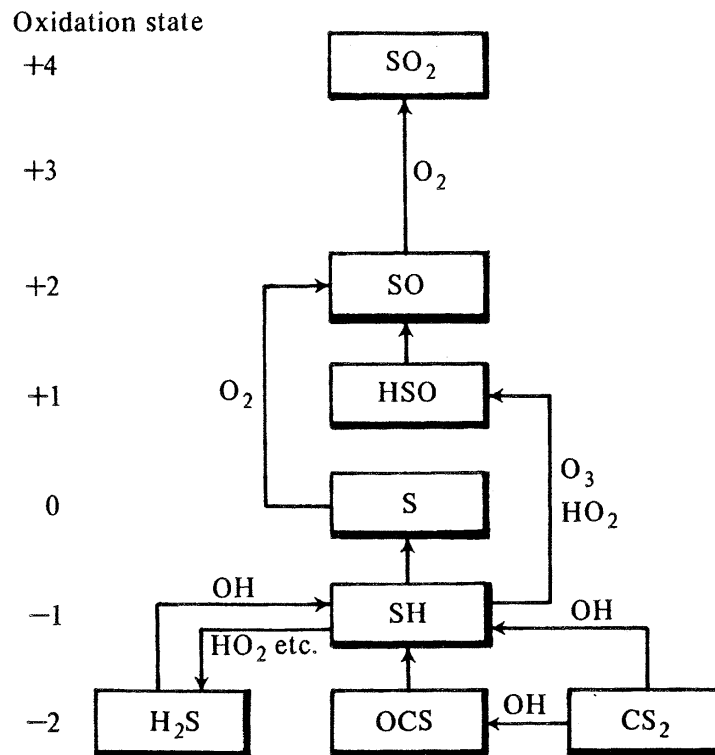 Oxidation state
+4
SO₂
+3
O₂
+2
SO
+1
HSO
O₂
O₃
HO₂
0
S
OH
−1
SH
OH
HO₂ etc.
−2
H₂S
OCS
OH
CS₂